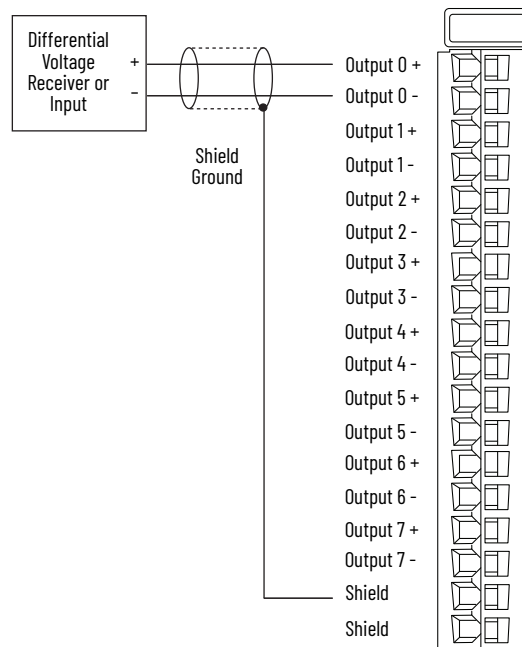 Differential
Voltage
Receiver or
Input
+
-
Shield
Ground
Output 0 +
Output 0 -
Output 1 +
Output 1 -
Output 2 +
Output 2 -
Output 3 +
Output 3 -
Output 4 +
Output 4 -
Output 5 +
Output 5 -
Output 6 +
Output 6 -
Output 7 +
Output 7 -
Shield
Shield